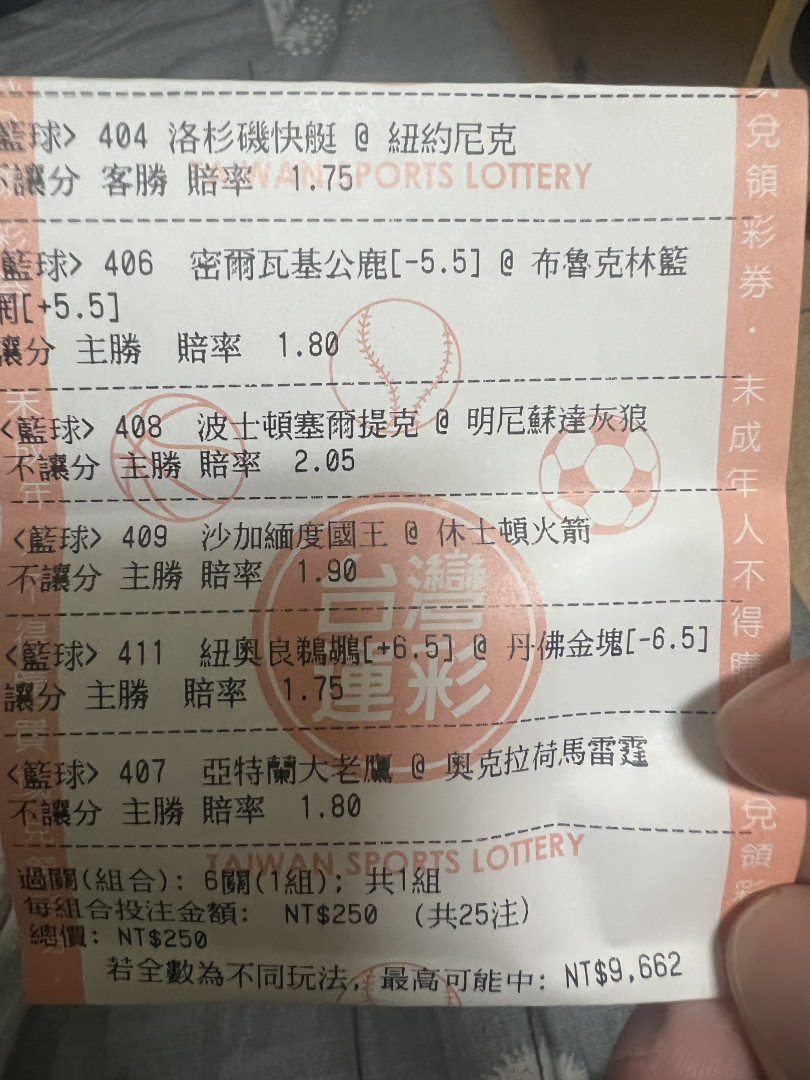 籃球> 404 洛杉磯快艇 @ 紐約尼克
不讓分 客勝 賠率 1.75
TAIWAN SPORTS LOTTERY
籃球> 406 密爾瓦基公鹿[-5.5] @ 布魯克林籃
網[+5.5]
讓分 主勝 賠率 1.80
<籃球> 408 波士頓塞爾提克 @ 明尼蘇達灰狼
不讓分 主勝 賠率 2.05
<籃球> 409 沙加緬度國王 @ 休士頓火箭
不讓分 主勝 賠率 1.90
台灣
運彩
<籃球> 411 紐奧良鵜鶘[+6.5] @ 丹佛金塊[-6.5]
讓分 主勝 賠率 1.75
<籃球> 407 亞特蘭大老鷹 @ 奧克拉荷馬雷霆
不讓分 主勝 賠率 1.80
TAIWAN SPORTS LOTTERY
過關(組合): 6關(1組); 共1組
每組合投注金額: NT$250 (共25注)
總價: NT$250
若全數為不同玩法, 最高可能中: NT$9,662
兌領彩券．未成年人不得購
兌領